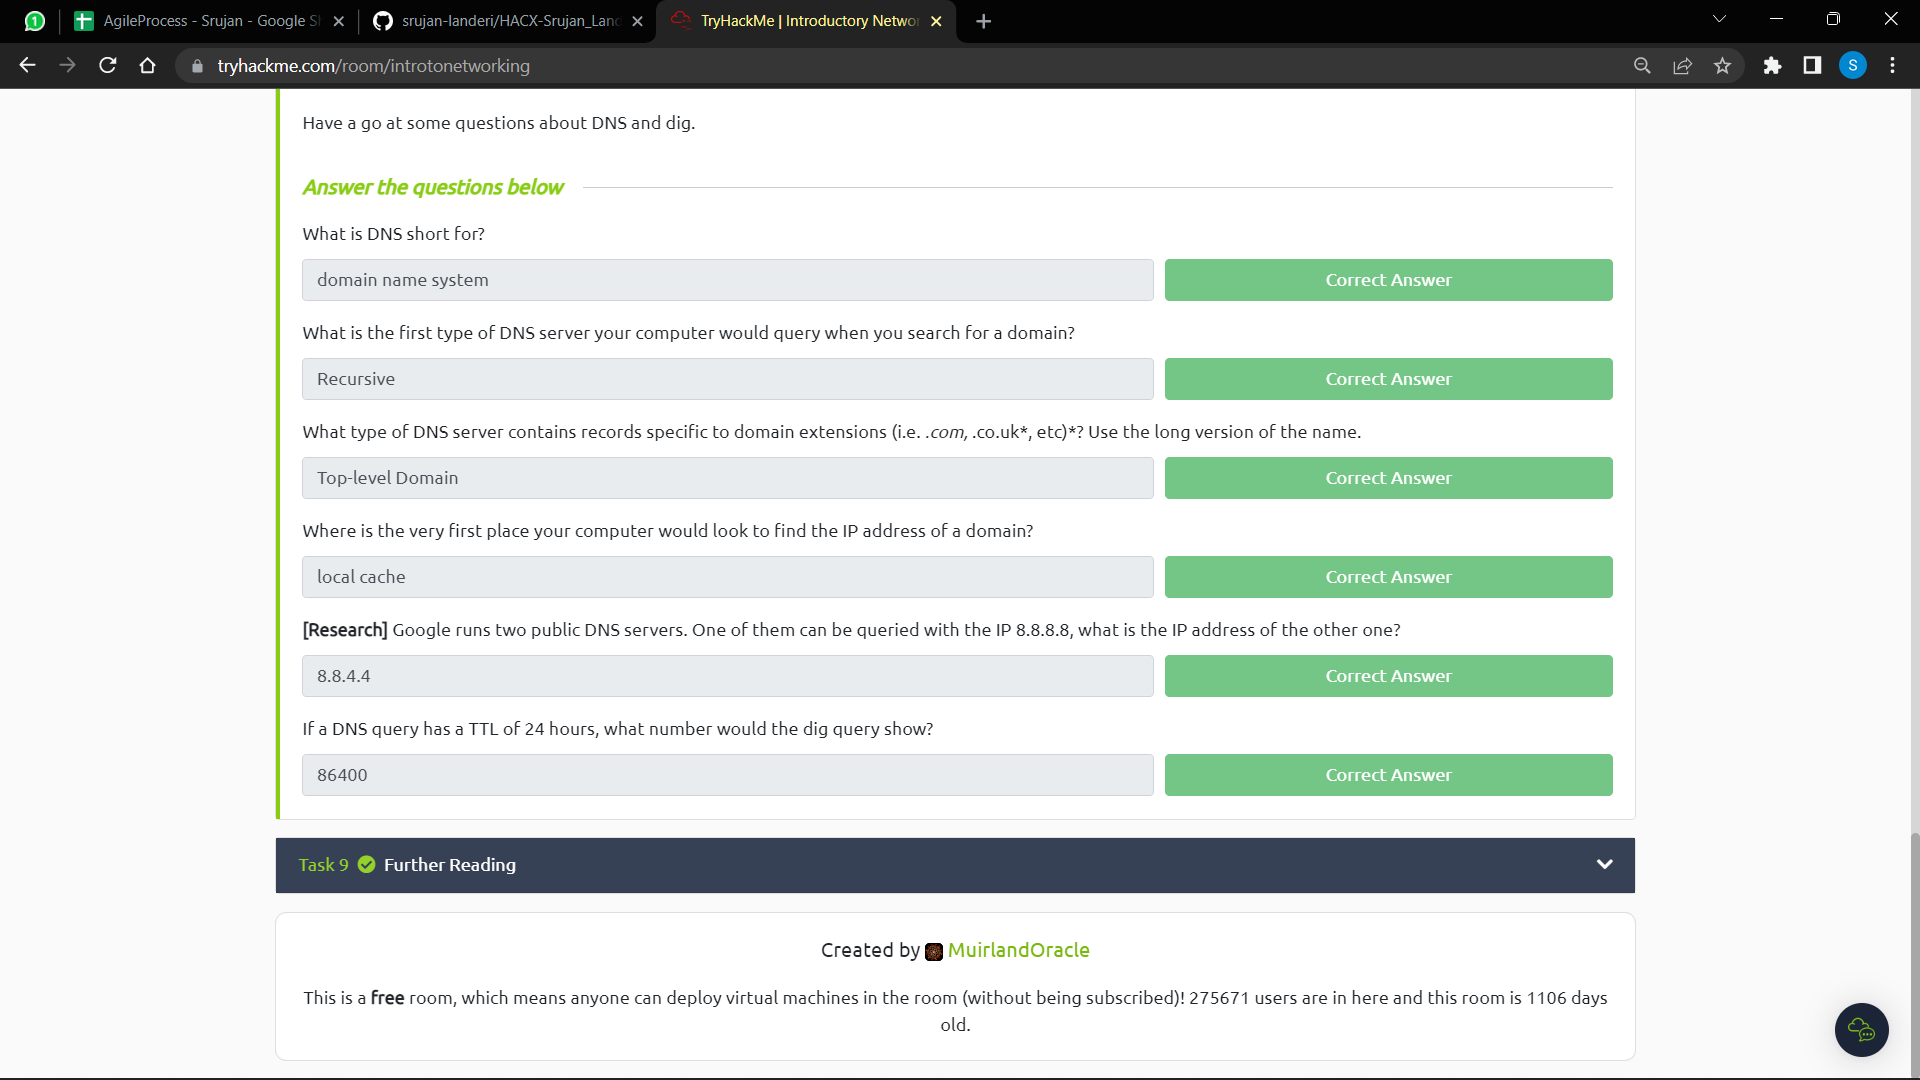 AgileProcess - Srujan - Google S
srujan-landeri/HACX-Srujan_Land
TryHackMe | Introductory Networ
tryhackme.com/room/introtonetworking
S
Have a go at some questions about DNS and dig.
Answer the questions below
What is DNS short for?
domain name system
Correct Answer
What is the first type of DNS server your computer would query when you search for a domain?
Recursive
Correct Answer
What type of DNS server contains records specific to domain extensions (i.e. .com, .co.uk*, etc)*? Use the long version of the name.
Top-level Domain
Correct Answer
Where is the very first place your computer would look to find the IP address of a domain?
local cache
Correct Answer
[Research] Google runs two public DNS servers. One of them can be queried with the IP 8.8.8.8, what is the IP address of the other one?
8.8.4.4
Correct Answer
If a DNS query has a TTL of 24 hours, what number would the dig query show?
86400
Correct Answer
Task 9 Further Reading
Created by MuirlandOracle
This is a free room, which means anyone can deploy virtual machines in the room (without being subscribed)! 275671 users are in here and this room is 1106 days
old.